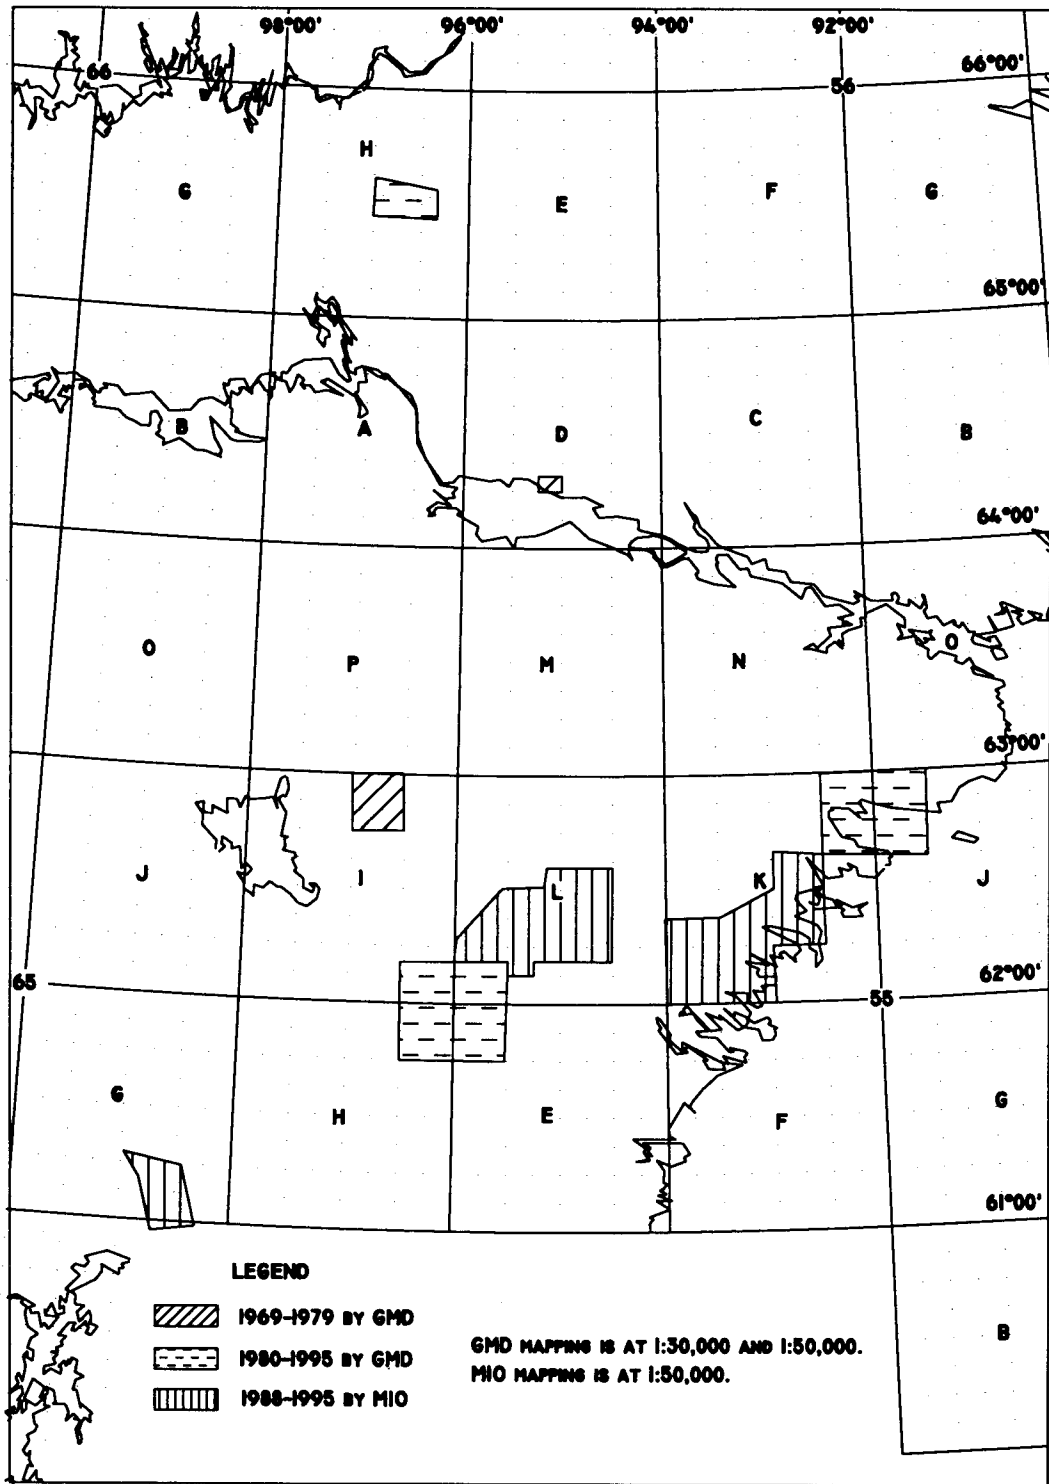 98°00' 96°00' 94°00' 92°00'
66 56 66°00'
H
G E F G
65°00'
B A D C B
64°00'
O P M N O
63°00'
J I L K J
65 55 62°00'
G H E F G
61°00'
LEGEND
1969-1979 BY GMD
1980-1995 BY GMD
1988-1995 BY MIO
GMD MAPPING IS AT 1:30,000 AND 1:50,000.
MIO MAPPING IS AT 1:50,000.
B